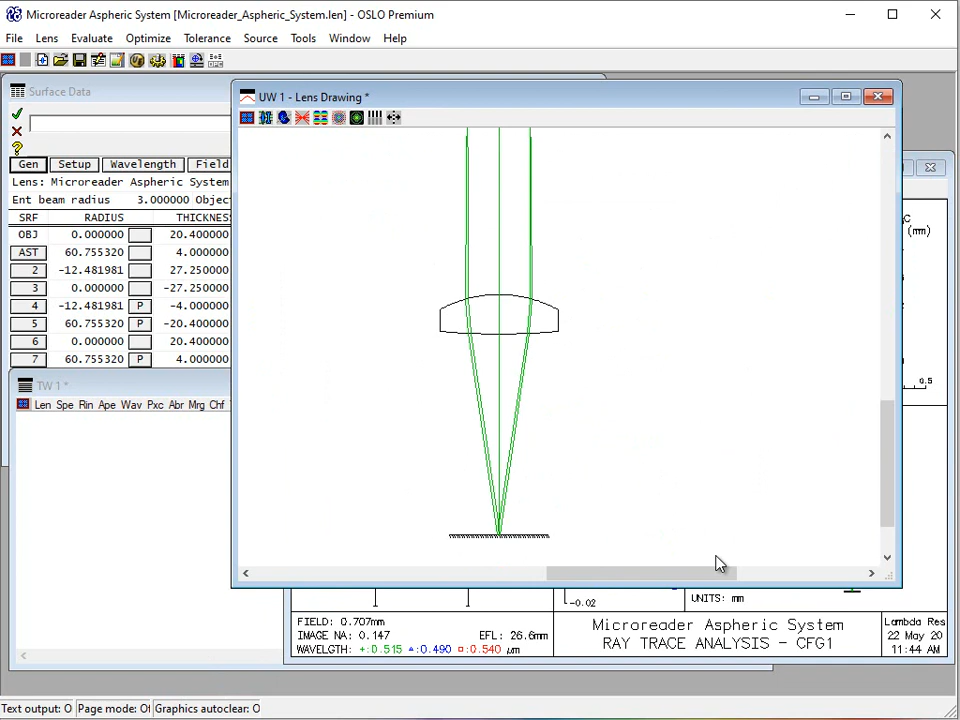 Microreader Aspheric System [Microreader_Aspheric_System.len] - OSLO Premium
File Lens Evaluate Optimize Tolerance Source Tools Window Help
Surface Data
UW 1 - Lens Drawing *
Gen Setup Wavelength Field
Lens: Microreader Aspheric System
Ent beam radius 3.000000 Objec
SRF RADIUS THICKNESS
OBJ 0.000000 20.400000
AST 60.755320 4.000000
2 -12.481981 27.250000
3 0.000000 -27.250000
4 -12.481981 P -4.000000
5 60.755320 P -20.400000
6 0.000000 20.400000
7 60.755320 P 4.000000
TW 1 *
Len Spe Rin Ape Wav Pxc Abr Mrg Chf
C
(mm)
0.5
-0.02
UNITS: mm
FIELD: 0.707mm
IMAGE NA: 0.147 EFL: 26.6mm
WAVELGTH: +:0.515 :0.490 :0.540 µm
Microreader Aspheric System
RAY TRACE ANALYSIS - CFG1
Lambda Res
22 May 20
11:44 AM
Text output: O Page mode: Of Graphics autoclear: O